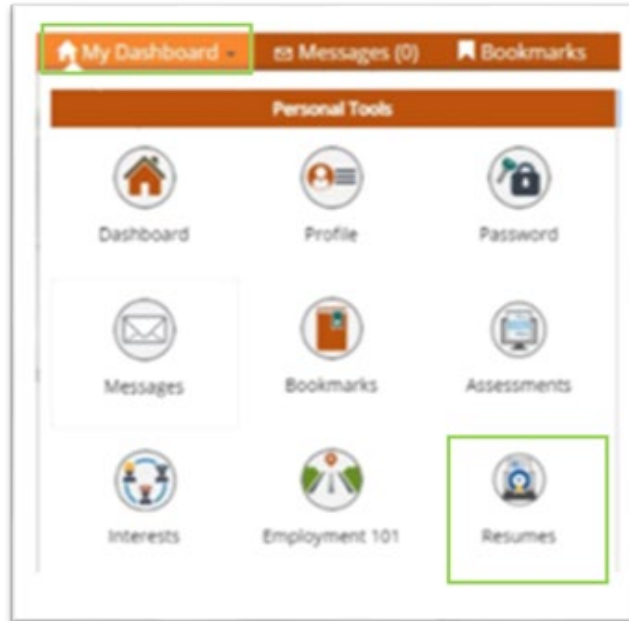 My Dashboard Messages (0) Bookmarks
Personal Tools
Dashboard Profile Password
Messages Bookmarks Assessments
Interests Employment 101 Resumes